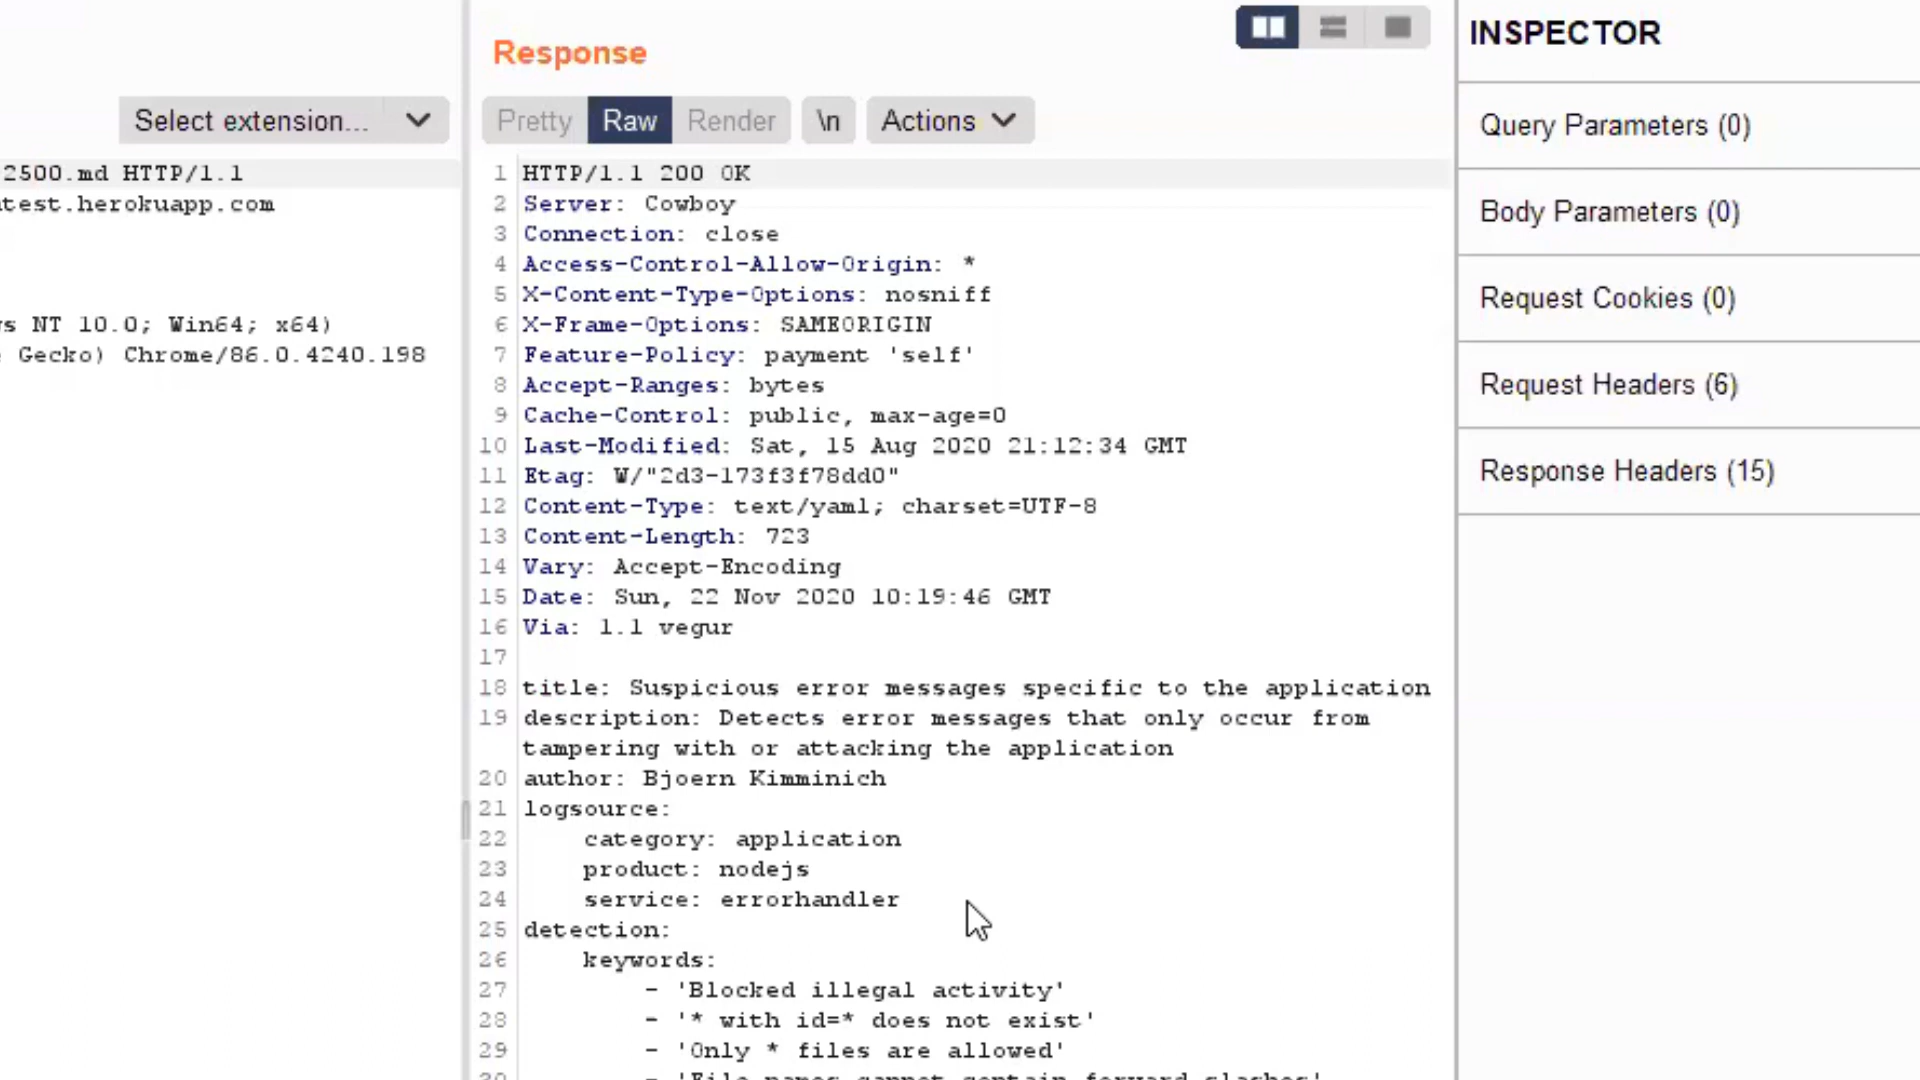 Select extension...
2500.md HTTP/1.1
test.herokuapp.com
s NT 10.0; Win64; x64)
Gecko) Chrome/86.0.4240.198
Response
Pretty Raw Render \n Actions
1 HTTP/1.1 200 OK
2 Server: Cowboy
3 Connection: close
4 Access-Control-Allow-Origin: *
5 X-Content-Type-Options: nosniff
6 X-Frame-Options: SAMEORIGIN
7 Feature-Policy: payment 'self'
8 Accept-Ranges: bytes
9 Cache-Control: public, max-age=0
10 Last-Modified: Sat, 15 Aug 2020 21:12:34 GMT
11 Etag: W/"2d3-173f3f78dd0"
12 Content-Type: text/yaml; charset=UTF-8
13 Content-Length: 723
14 Vary: Accept-Encoding
15 Date: Sun, 22 Nov 2020 10:19:46 GMT
16 Via: 1.1 vegur
17
18 title: Suspicious error messages specific to the application
19 description: Detects error messages that only occur from
tampering with or attacking the application
20 author: Bjoern Kimminich
21 logsource:
22 category: application
23 product: nodejs
24 service: errorhandler
25 detection:
26 keywords:
27 - 'Blocked illegal activity'
28 - '* with id=* does not exist'
29 - 'Only * files are allowed'
30 - 'File names cannot contain forward slashes'
INSPECTOR
Query Parameters (0)
Body Parameters (0)
Request Cookies (0)
Request Headers (6)
Response Headers (15)